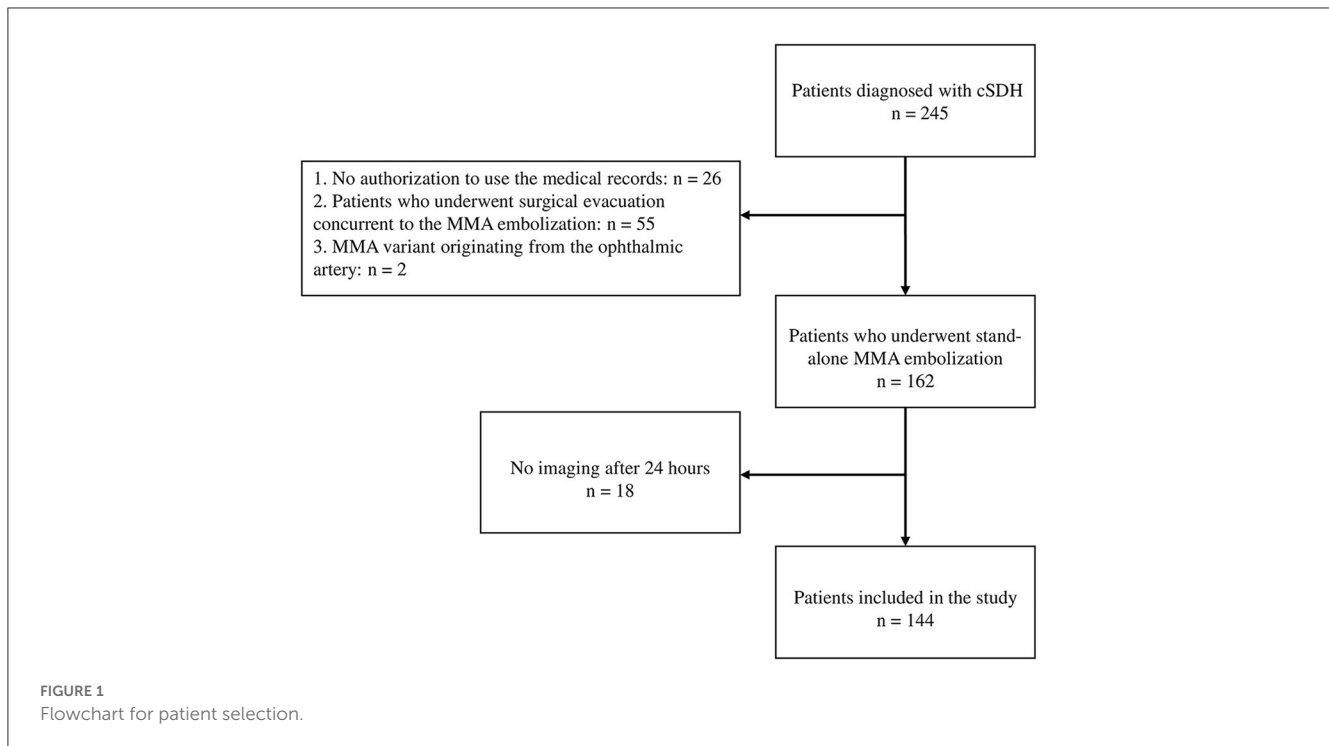 Patients diagnosed with cSDH
n = 245
1. No authorization to use the medical records: n = 26
2. Patients who underwent surgical evacuation
concurrent to the MMA embolization: n = 55
3. MMA variant originating from the ophthalmic
artery: n = 2
Patients who underwent stand-
alone MMA embolization
n = 162
No imaging after 24 hours
n = 18
Patients included in the study
n = 144
FIGURE 1
Flowchart for patient selection.